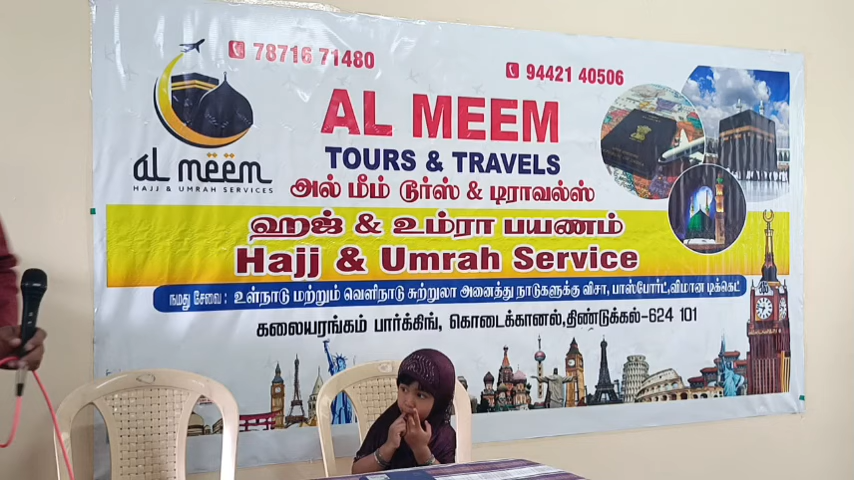 78716 71480
94421 40506
AL MEEM
al mëëm
HAJJ & UMRAH SERVICES
TOURS & TRAVELS
அல் மீம் டூர்ஸ் & டிராவல்ஸ்
ஹஜ் & உம்ரா பயணம்
Hajj & Umrah Service
நமது சேவை : உள்நாடு மற்றும் வெளிநாடு சுற்றுலா அனைத்து நாடுகளுக்கு விசா, பாஸ்போர்ட்,விமான டிக்கெட்
கலையரங்கம் பார்க்கிங், கொடைக்கானல்,திண்டுக்கல்-624 101